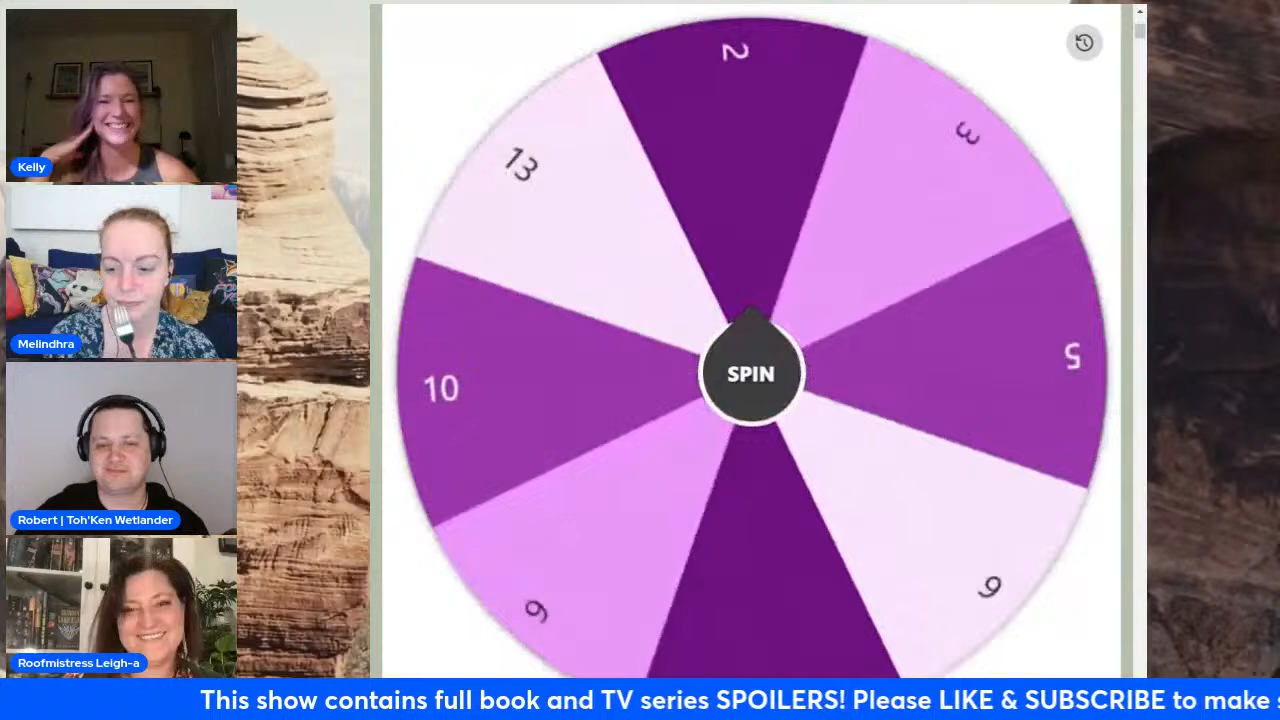 Kelly
Melindhra
Robert | Toh'Ken Wetlander
Roofmistress Leigh-a
2
3
13
5
10
SPIN
6
9
This show contains full book and TV series SPOILERS! Please LIKE & SUBSCRIBE to make